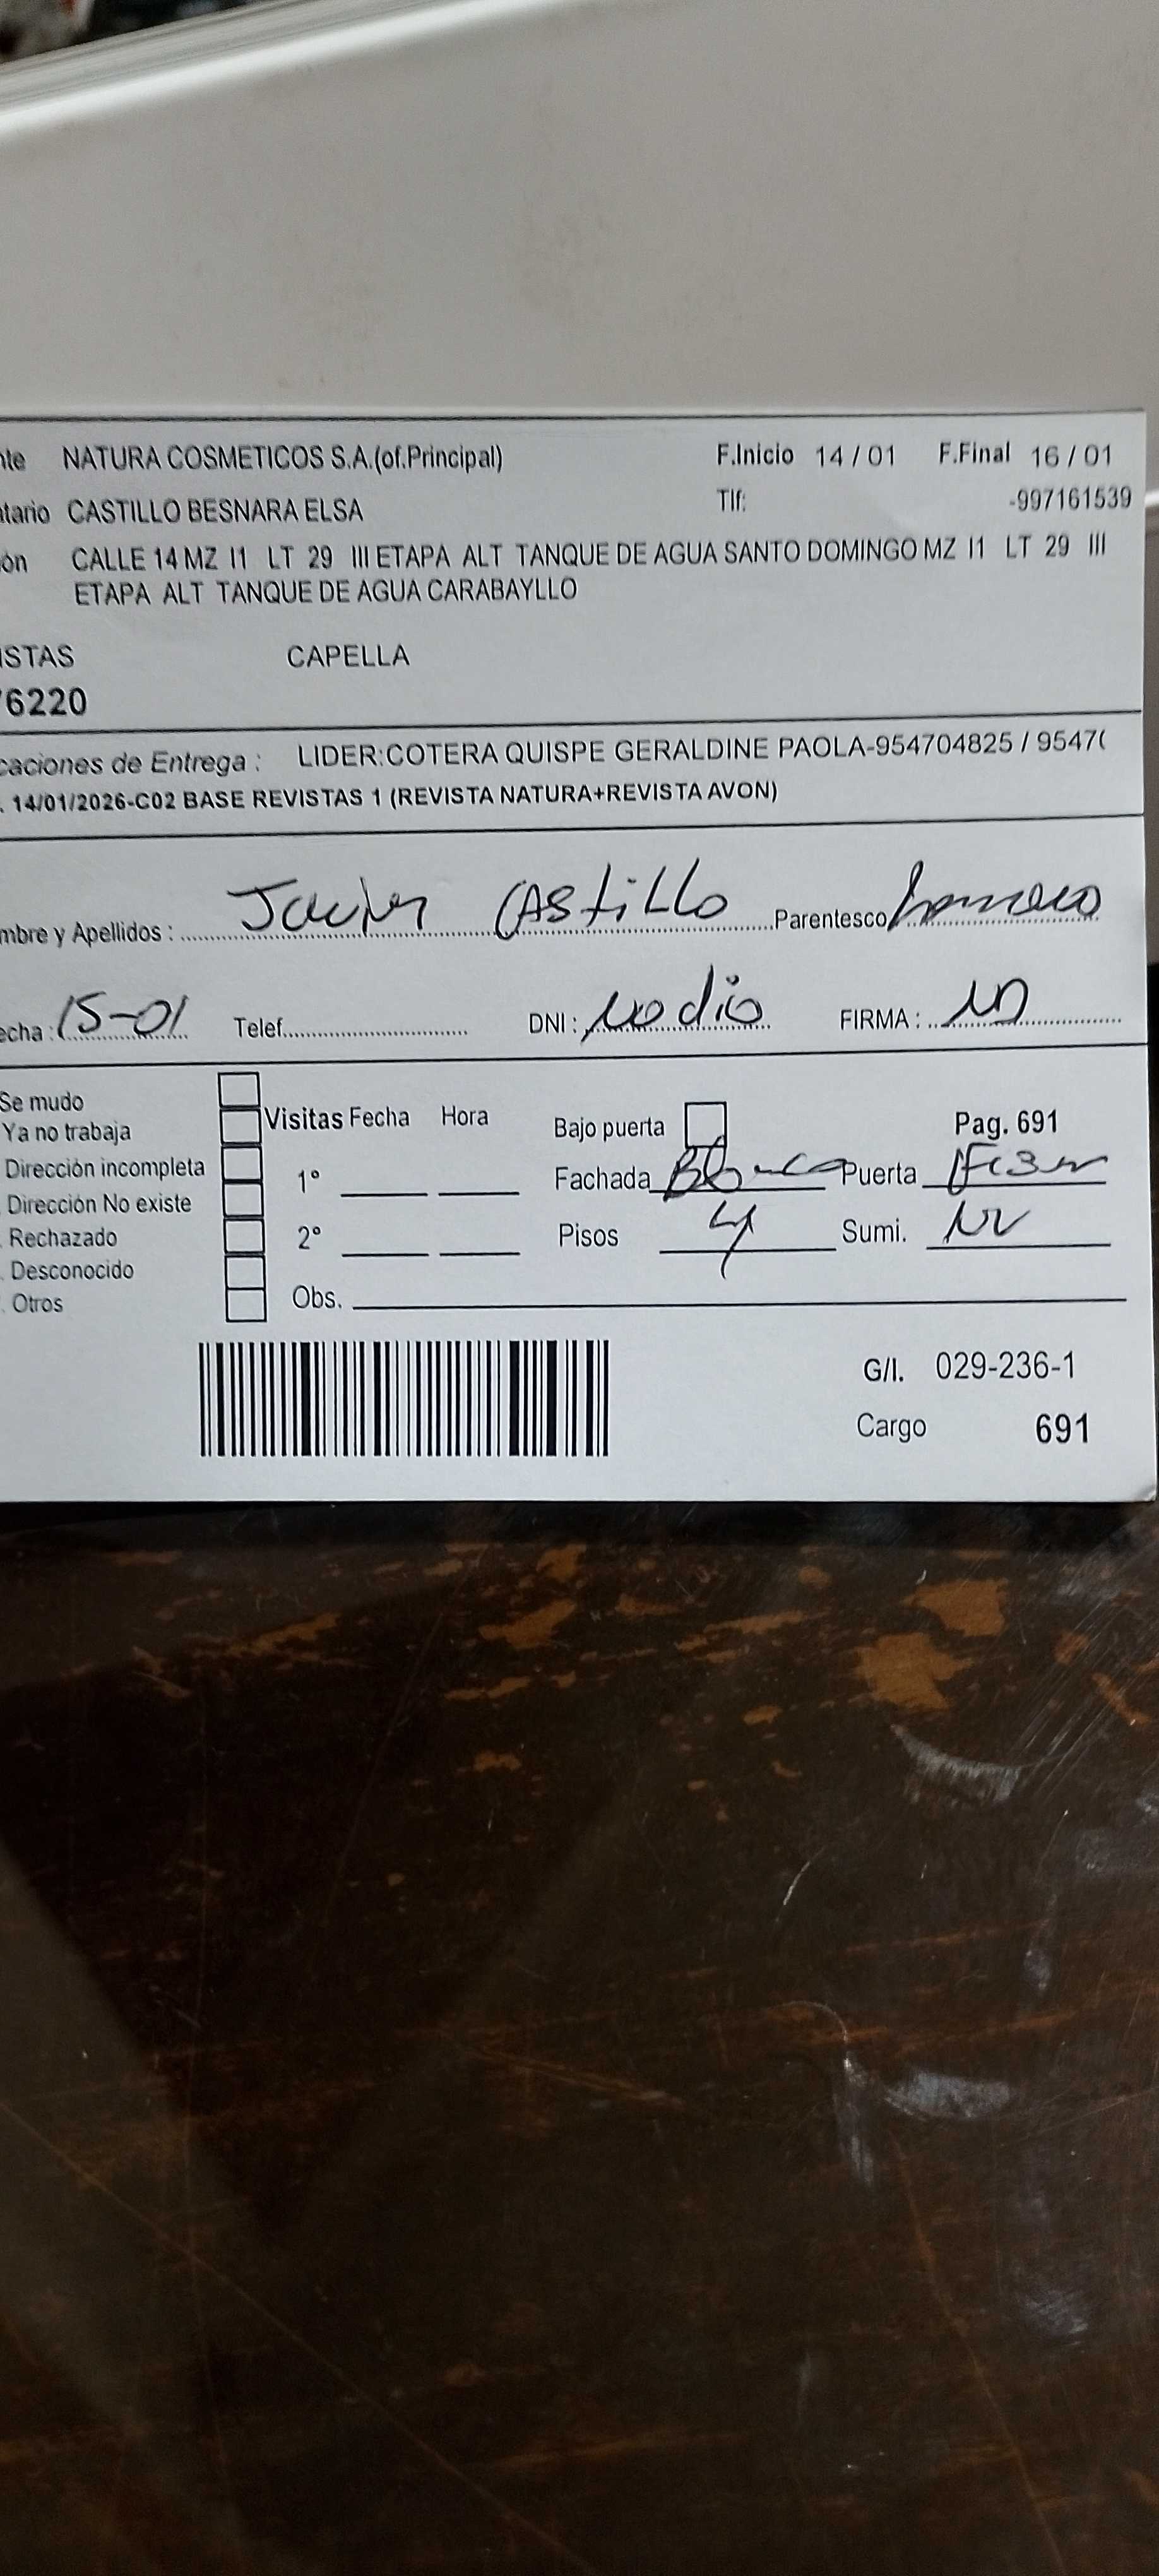 nte NATURA COSMETICOS S.A.(of.Principal) F.Inicio 14 / 01 F.Final 16 / 01
tario CASTILLO BESNARA ELSA Tlf: -997161539
ón CALLE 14 MZ I1 LT 29 III ETAPA ALT TANQUE DE AGUA SANTO DOMINGO MZ I1 LT 29 III
ETAPA ALT TANQUE DE AGUA CARABAYLLO
ISTAS CAPELLA
76220
caciones de Entrega : LIDER:COTERA QUISPE GERALDINE PAOLA-954704825 / 9547(
. 14/01/2026-C02 BASE REVISTAS 1 (REVISTA NATURA+REVISTA AVON)
mbre y Apellidos : Javier CAStiLLo Parentesco
echa : 15-01 Telef. DNI : no dio FIRMA :
Se mudo
Ya no trabaja Visitas Fecha Hora Bajo puerta Pag. 691
Dirección incompleta 1° Fachada Blanca Puerta
Dirección No existe
. Rechazado 2° Pisos 4 Sumi.
. Desconocido
. Otros Obs.
G/I. 029-236-1
Cargo 691